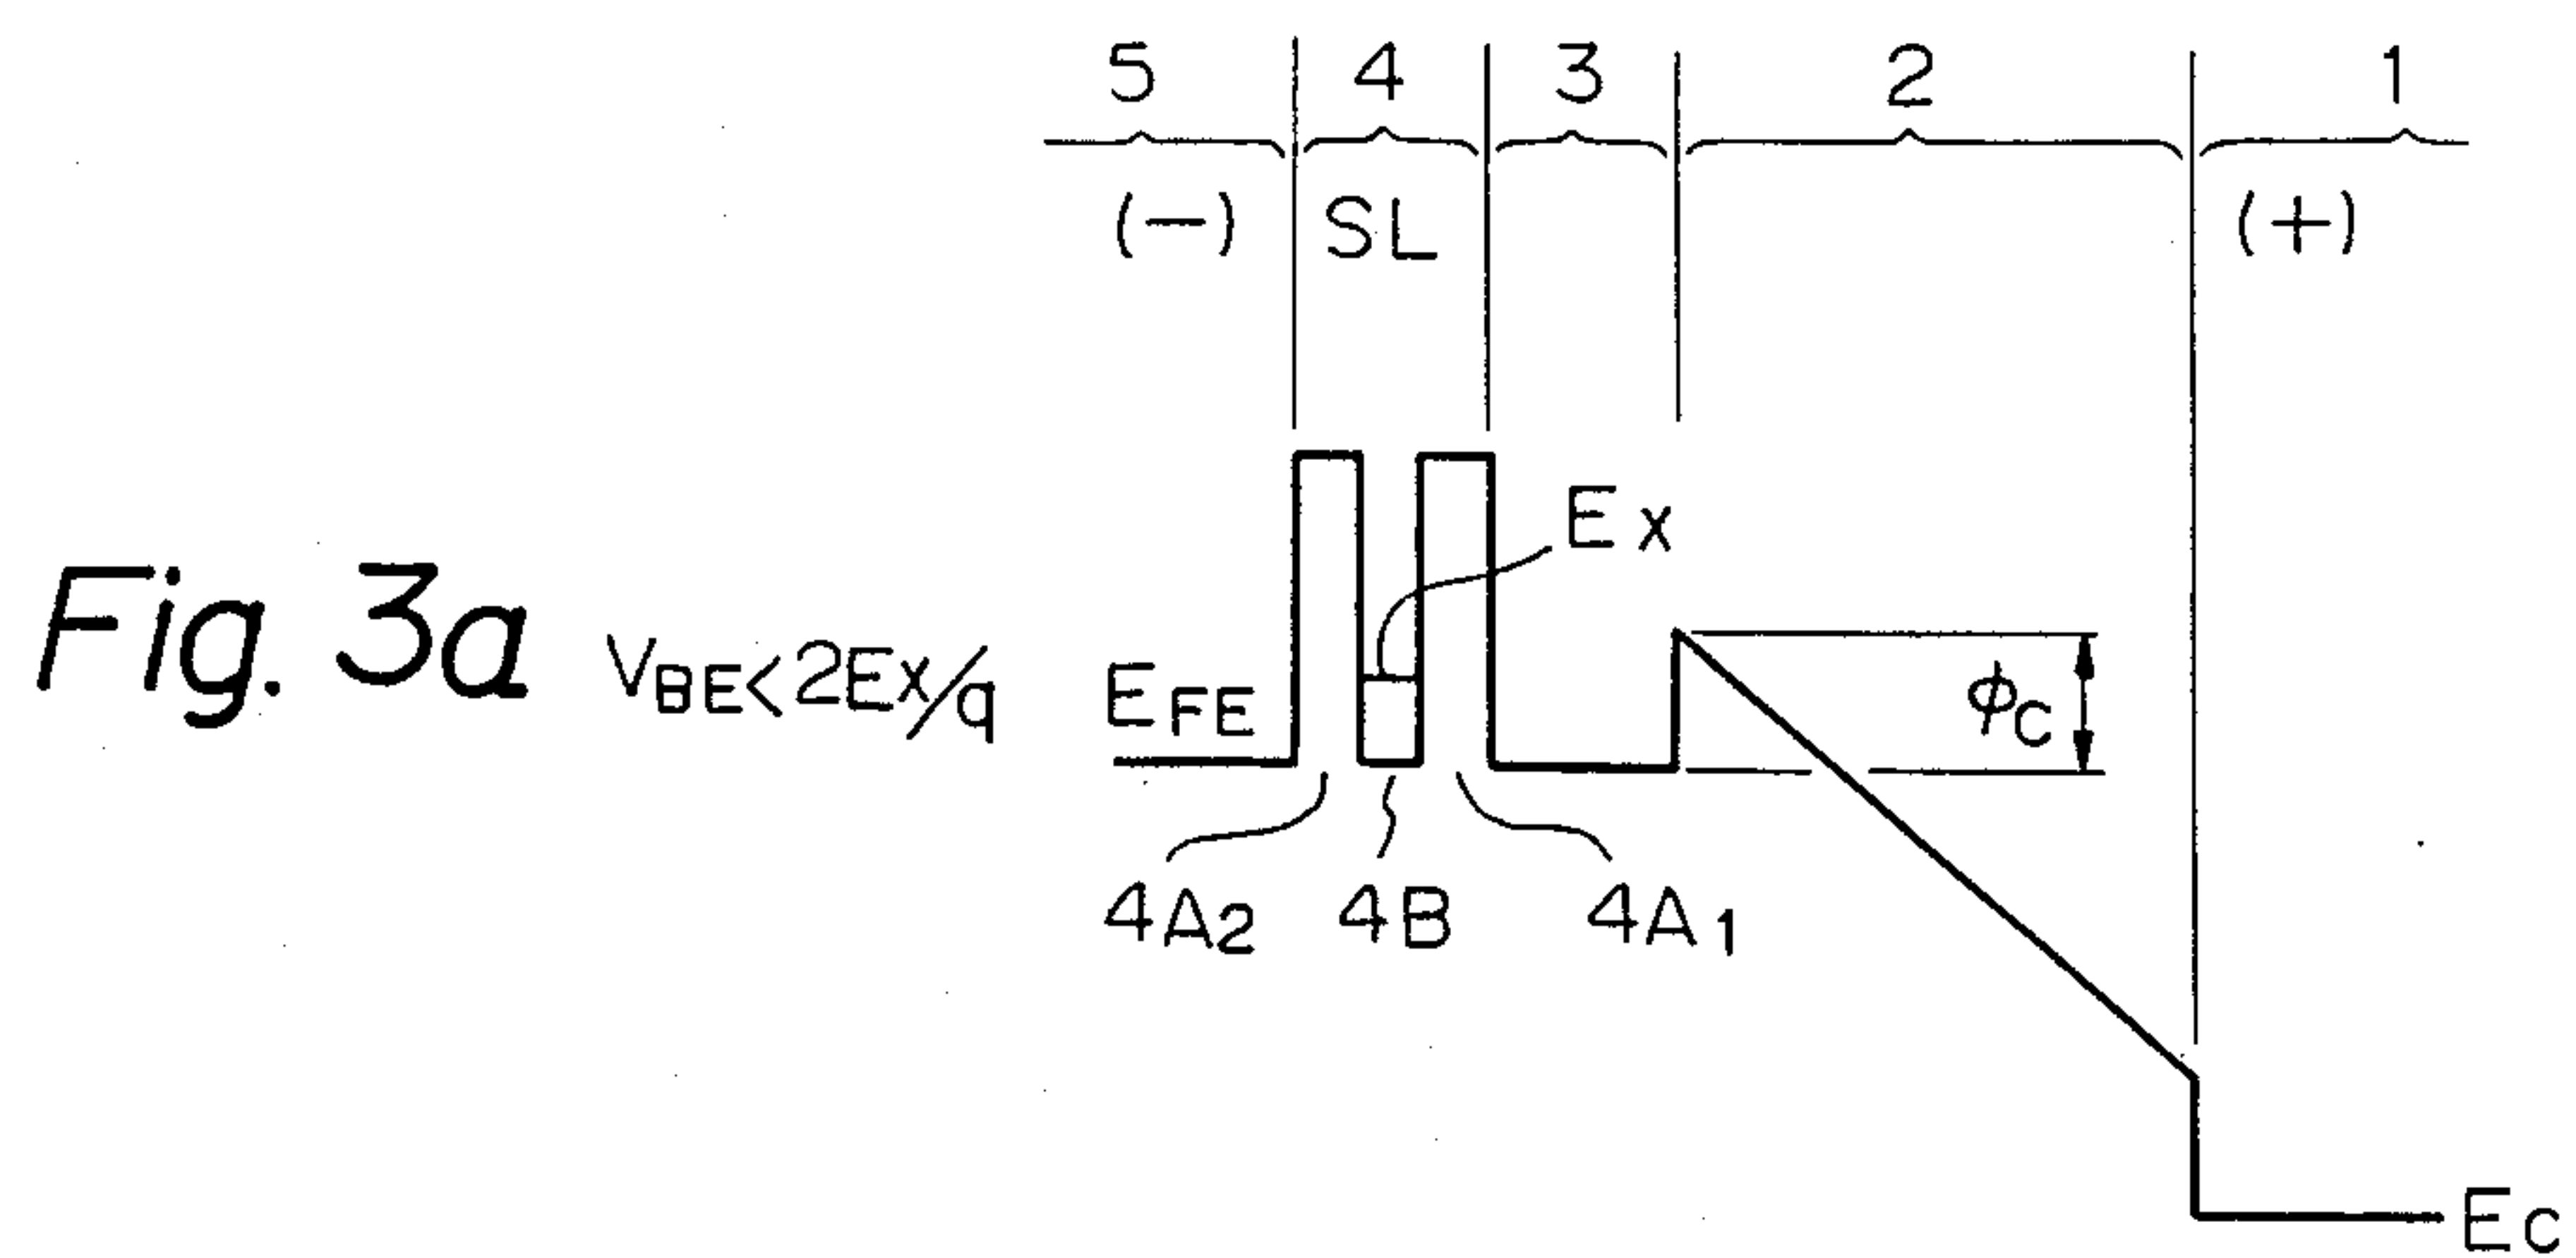 5 4 3 2 1
(−) SL (+)
Ex
Fig. 3a VBE<2Ex/q EFE ϕC
4A2 4B 4A1
EC